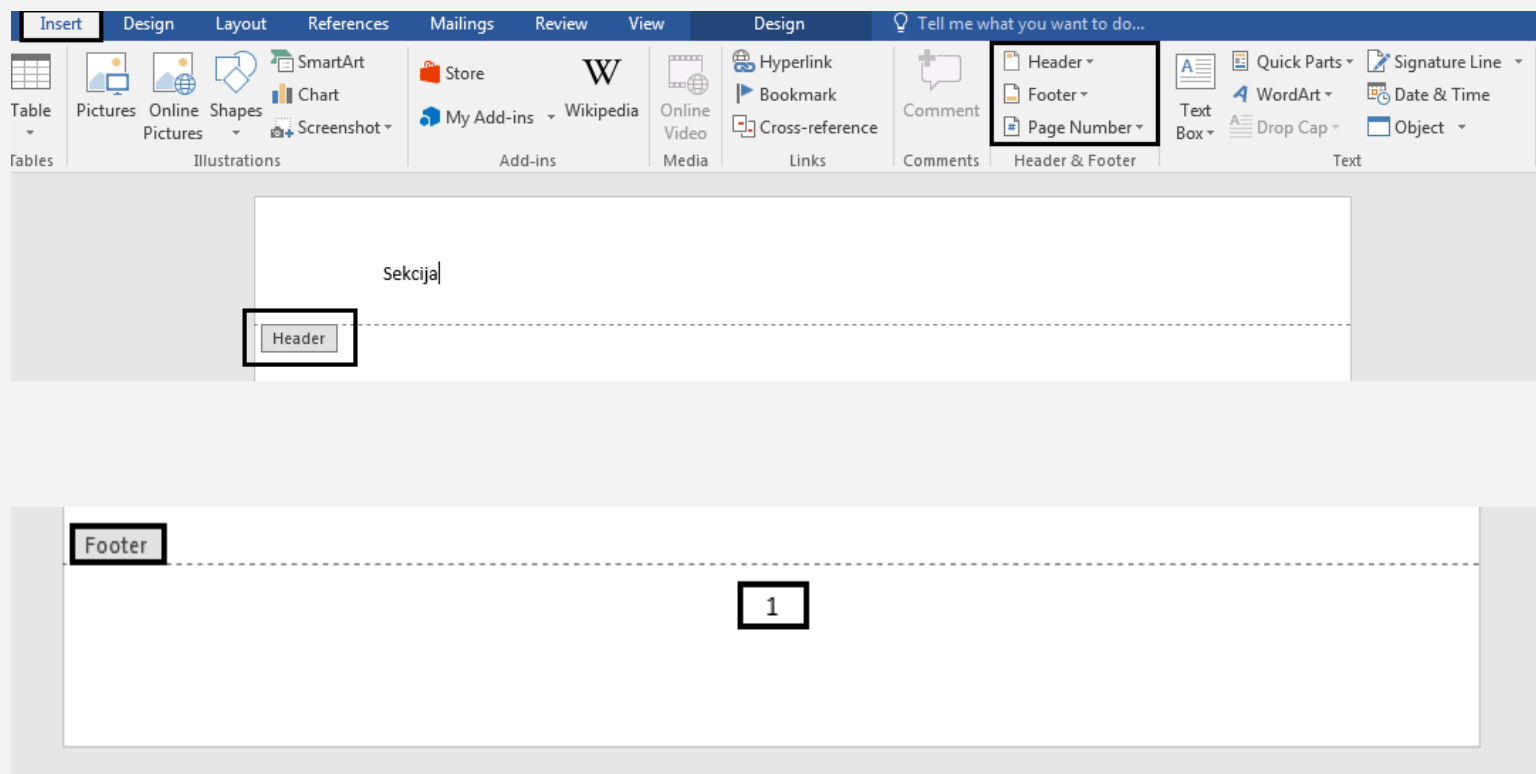 Insert Design Layout References Mailings Review View Design Tell me what you want to do...
Table
Pictures
Online Pictures
Shapes
SmartArt
Chart
Screenshot
Store
My Add-ins
W
Wikipedia
Online Video
Hyperlink
Bookmark
Cross-reference
Comment
Header
Footer
Page Number
A
Text Box
Quick Parts
WordArt
Drop Cap
Signature Line
Date & Time
Object
Illustrations Add-ins Media Links Comments Header & Footer Text
Sekcija
Header
Footer
1